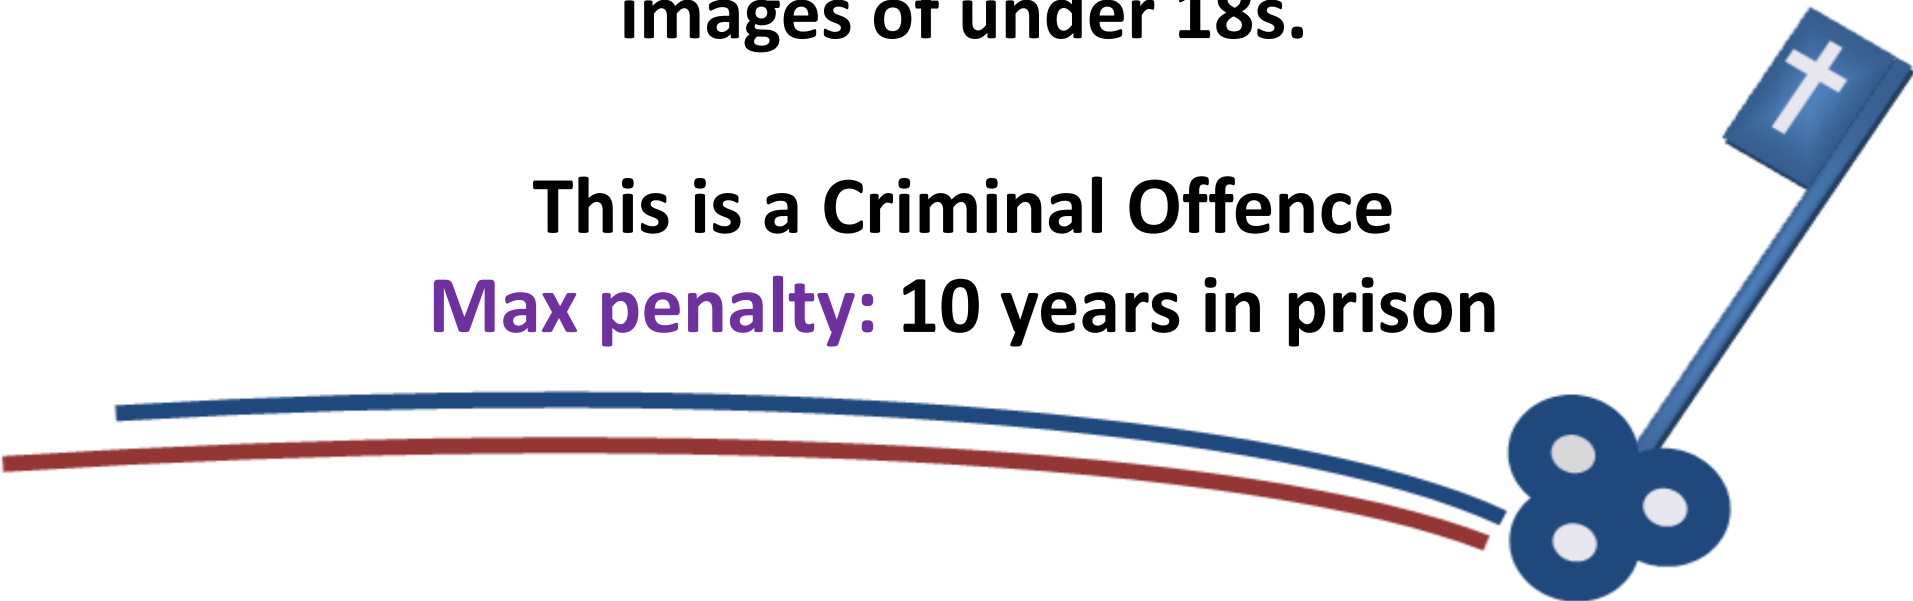 images of under 18s.
This is a Criminal Offence
Max penalty: 10 years in prison